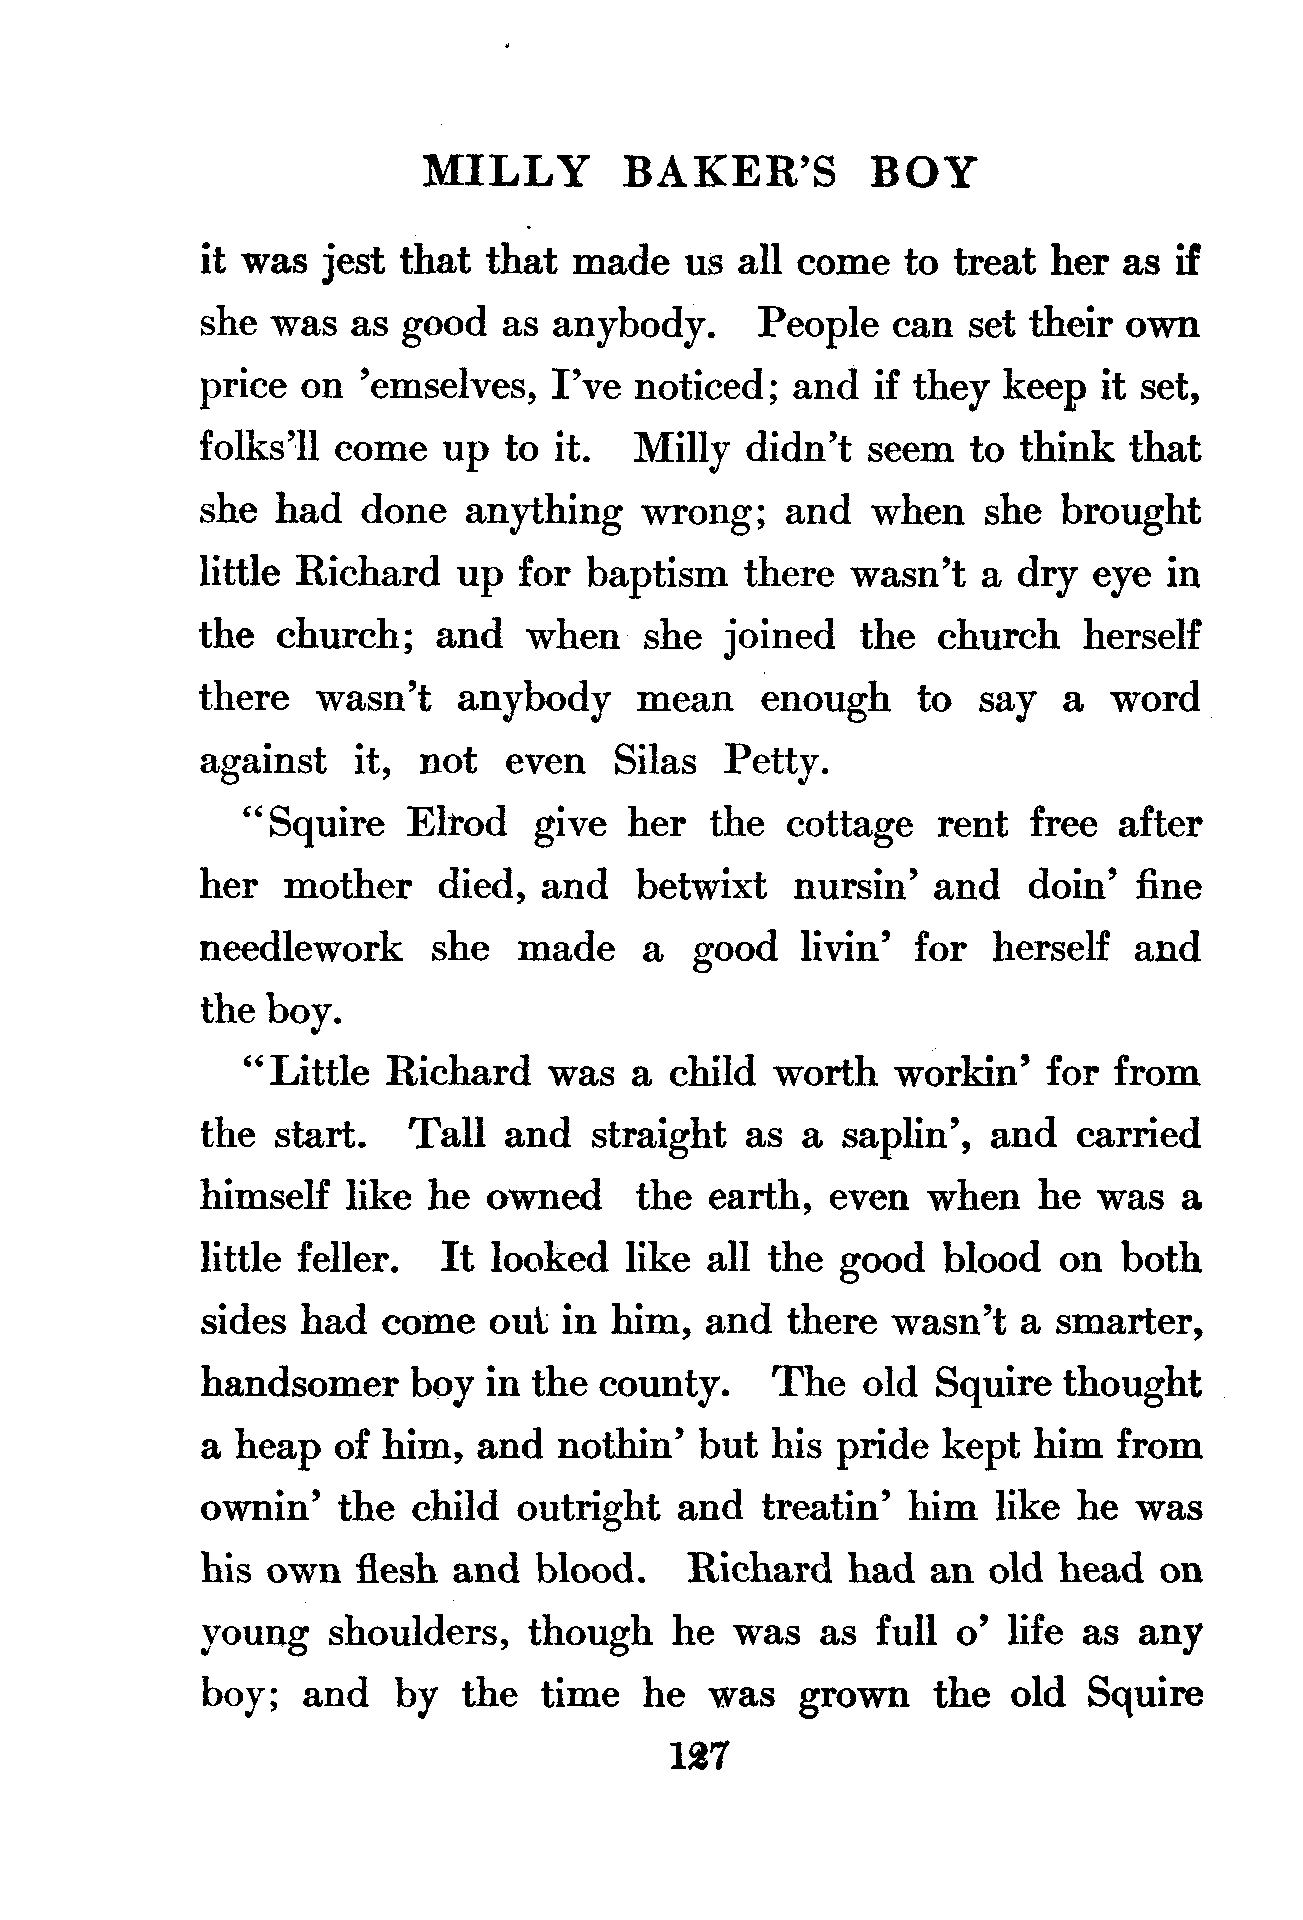 MILLY BAKER'S BOY
it was jest that that made us all come to treat her as if
she was as good as anybody. People can set their own
price on 'emselves, I've noticed; and if they keep it set,
folks'll come up to it. Milly didn't seem to think that
she had done anything wrong; and when she brought
little Richard up for baptism there wasn't a dry eye in
the church; and when she joined the church herself
there wasn't anybody mean enough to say a word
against it, not even Silas Petty.
"Squire Elrod give her the cottage rent free after
her mother died, and betwixt nursin' and doin' fine
needlework she made a good livin' for herself and
the boy.
"Little Richard was a child worth workin' for from
the start. Tall and straight as a saplin', and carried
himself like he owned the earth, even when he was a
little feller. It looked like all the good blood on both
sides had come out in him, and there wasn't a smarter,
handsomer boy in the county. The old Squire thought
a heap of him, and nothin' but his pride kept him from
ownin' the child outright and treatin' him like he was
his own flesh and blood. Richard had an old head on
young shoulders, though he was as full o' life as any
boy; and by the time he was grown the old Squire
127